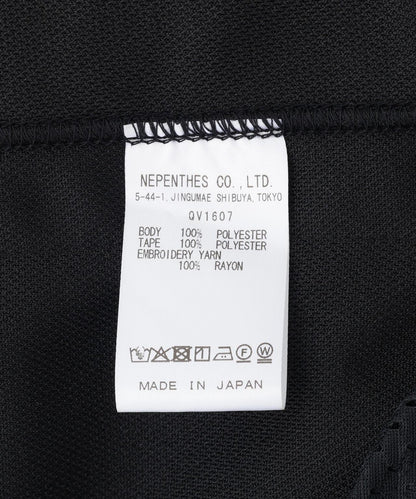 NEPENTHES CO.,LTD.
5-44-1, JINGUMAE SHIBUYA, TOKYO
QV1607
BODY 100% POLYESTER
TAPE 100% POLYESTER
EMBROIDERY YARN
100% RAYON
MADE IN JAPAN